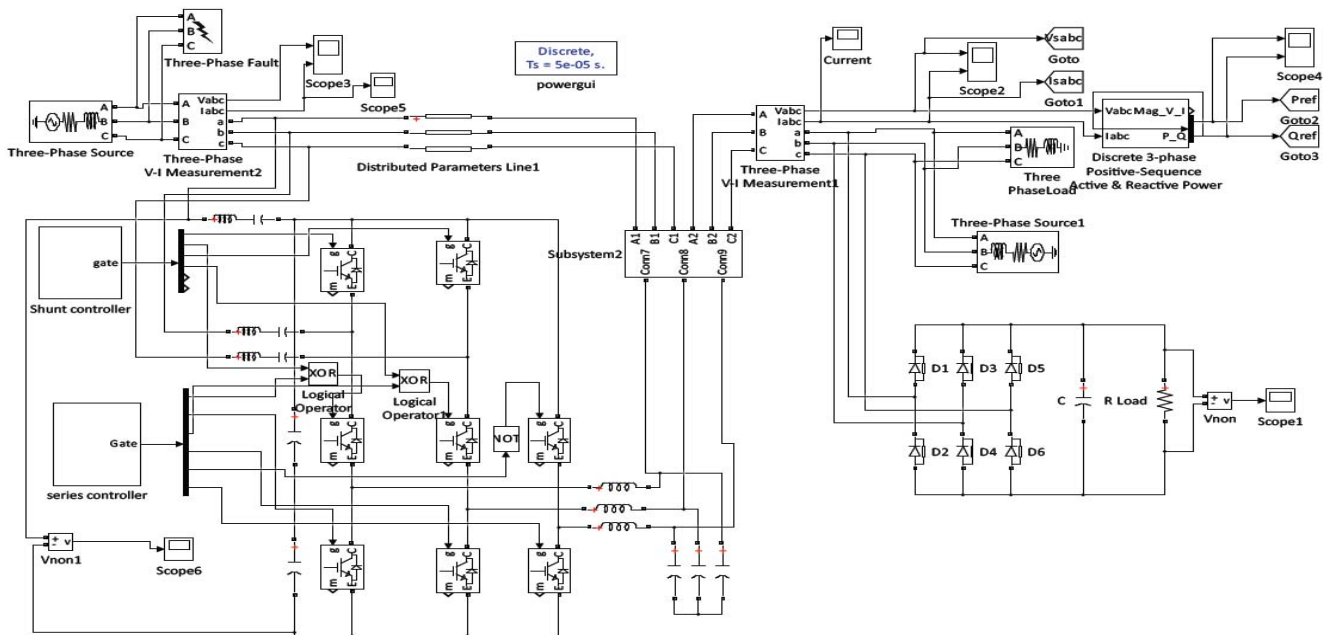 A
B
C
Three-Phase Fault
Scope3
Scope5
Discrete,
Ts = 5e-05 s.
powergui
Current
Vsabc
Goto
Scope2
Isabc
Goto1
Scope4
Pref
Goto2
Qref
Goto3
A
B
C
Three-Phase Source
A
B
C
Vabc
Iabc
a
b
c
Three-Phase
V-I Measurement2
Distributed Parameters Line1
A
B
C
Vabc
Iabc
a
b
c
Three-Phase
V-I Measurement1
A
B
C
Three
PhaseLoad
Vabc
Mag_V_I
Iabc
P_Q
Discrete 3-phase
Positive-Sequence
Active & Reactive Power
Three-Phase Source1
A
B
C
A1
B1
C1
A2
B2
C2
Subsystem2
Conn7
Conn8
Conn9
gate
Shunt controller
g
C
m
E
g
C
m
E
XOR
Logical
Operator
XOR
Logical
Operator1
NOT
Gate
series controller
g
C
m
E
g
C
m
E
g
C
m
E
g
C
m
E
g
C
m
E
g
C
m
E
+
-
v
Vnon1
Scope6
D1
D3
D5
D2
D4
D6
C
R Load
+
-
v
Vnon
Scope1